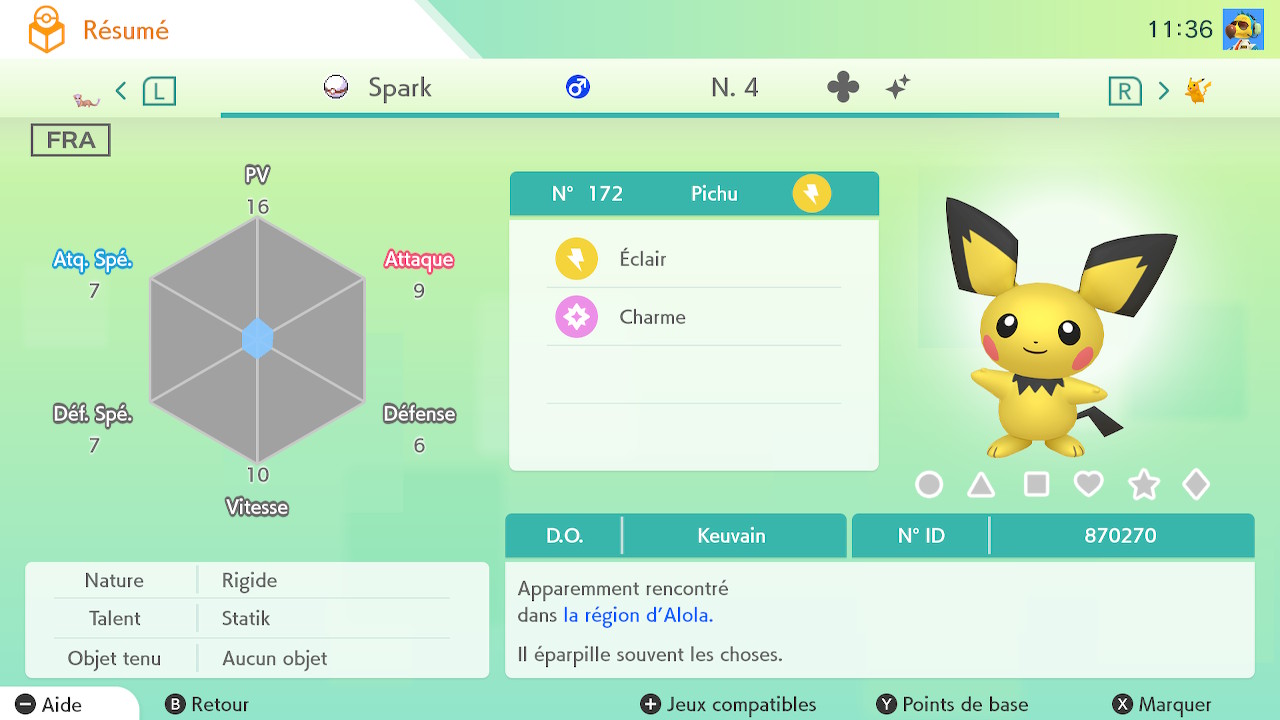 Résumé
11:36
L
Spark
N. 4
R
FRA
PV
16
Atq. Spé.
7
Attaque
9
Déf. Spé.
7
Défense
6
10
Vitesse
N° 172 Pichu
Éclair
Charme
D.O. Keuvain
N° ID 870270
Nature Rigide
Talent Statik
Objet tenu Aucun objet
Apparemment rencontré
dans la région d'Alola.
Il éparpille souvent les choses.
Aide
B Retour
Jeux compatibles
Y Points de base
X Marquer